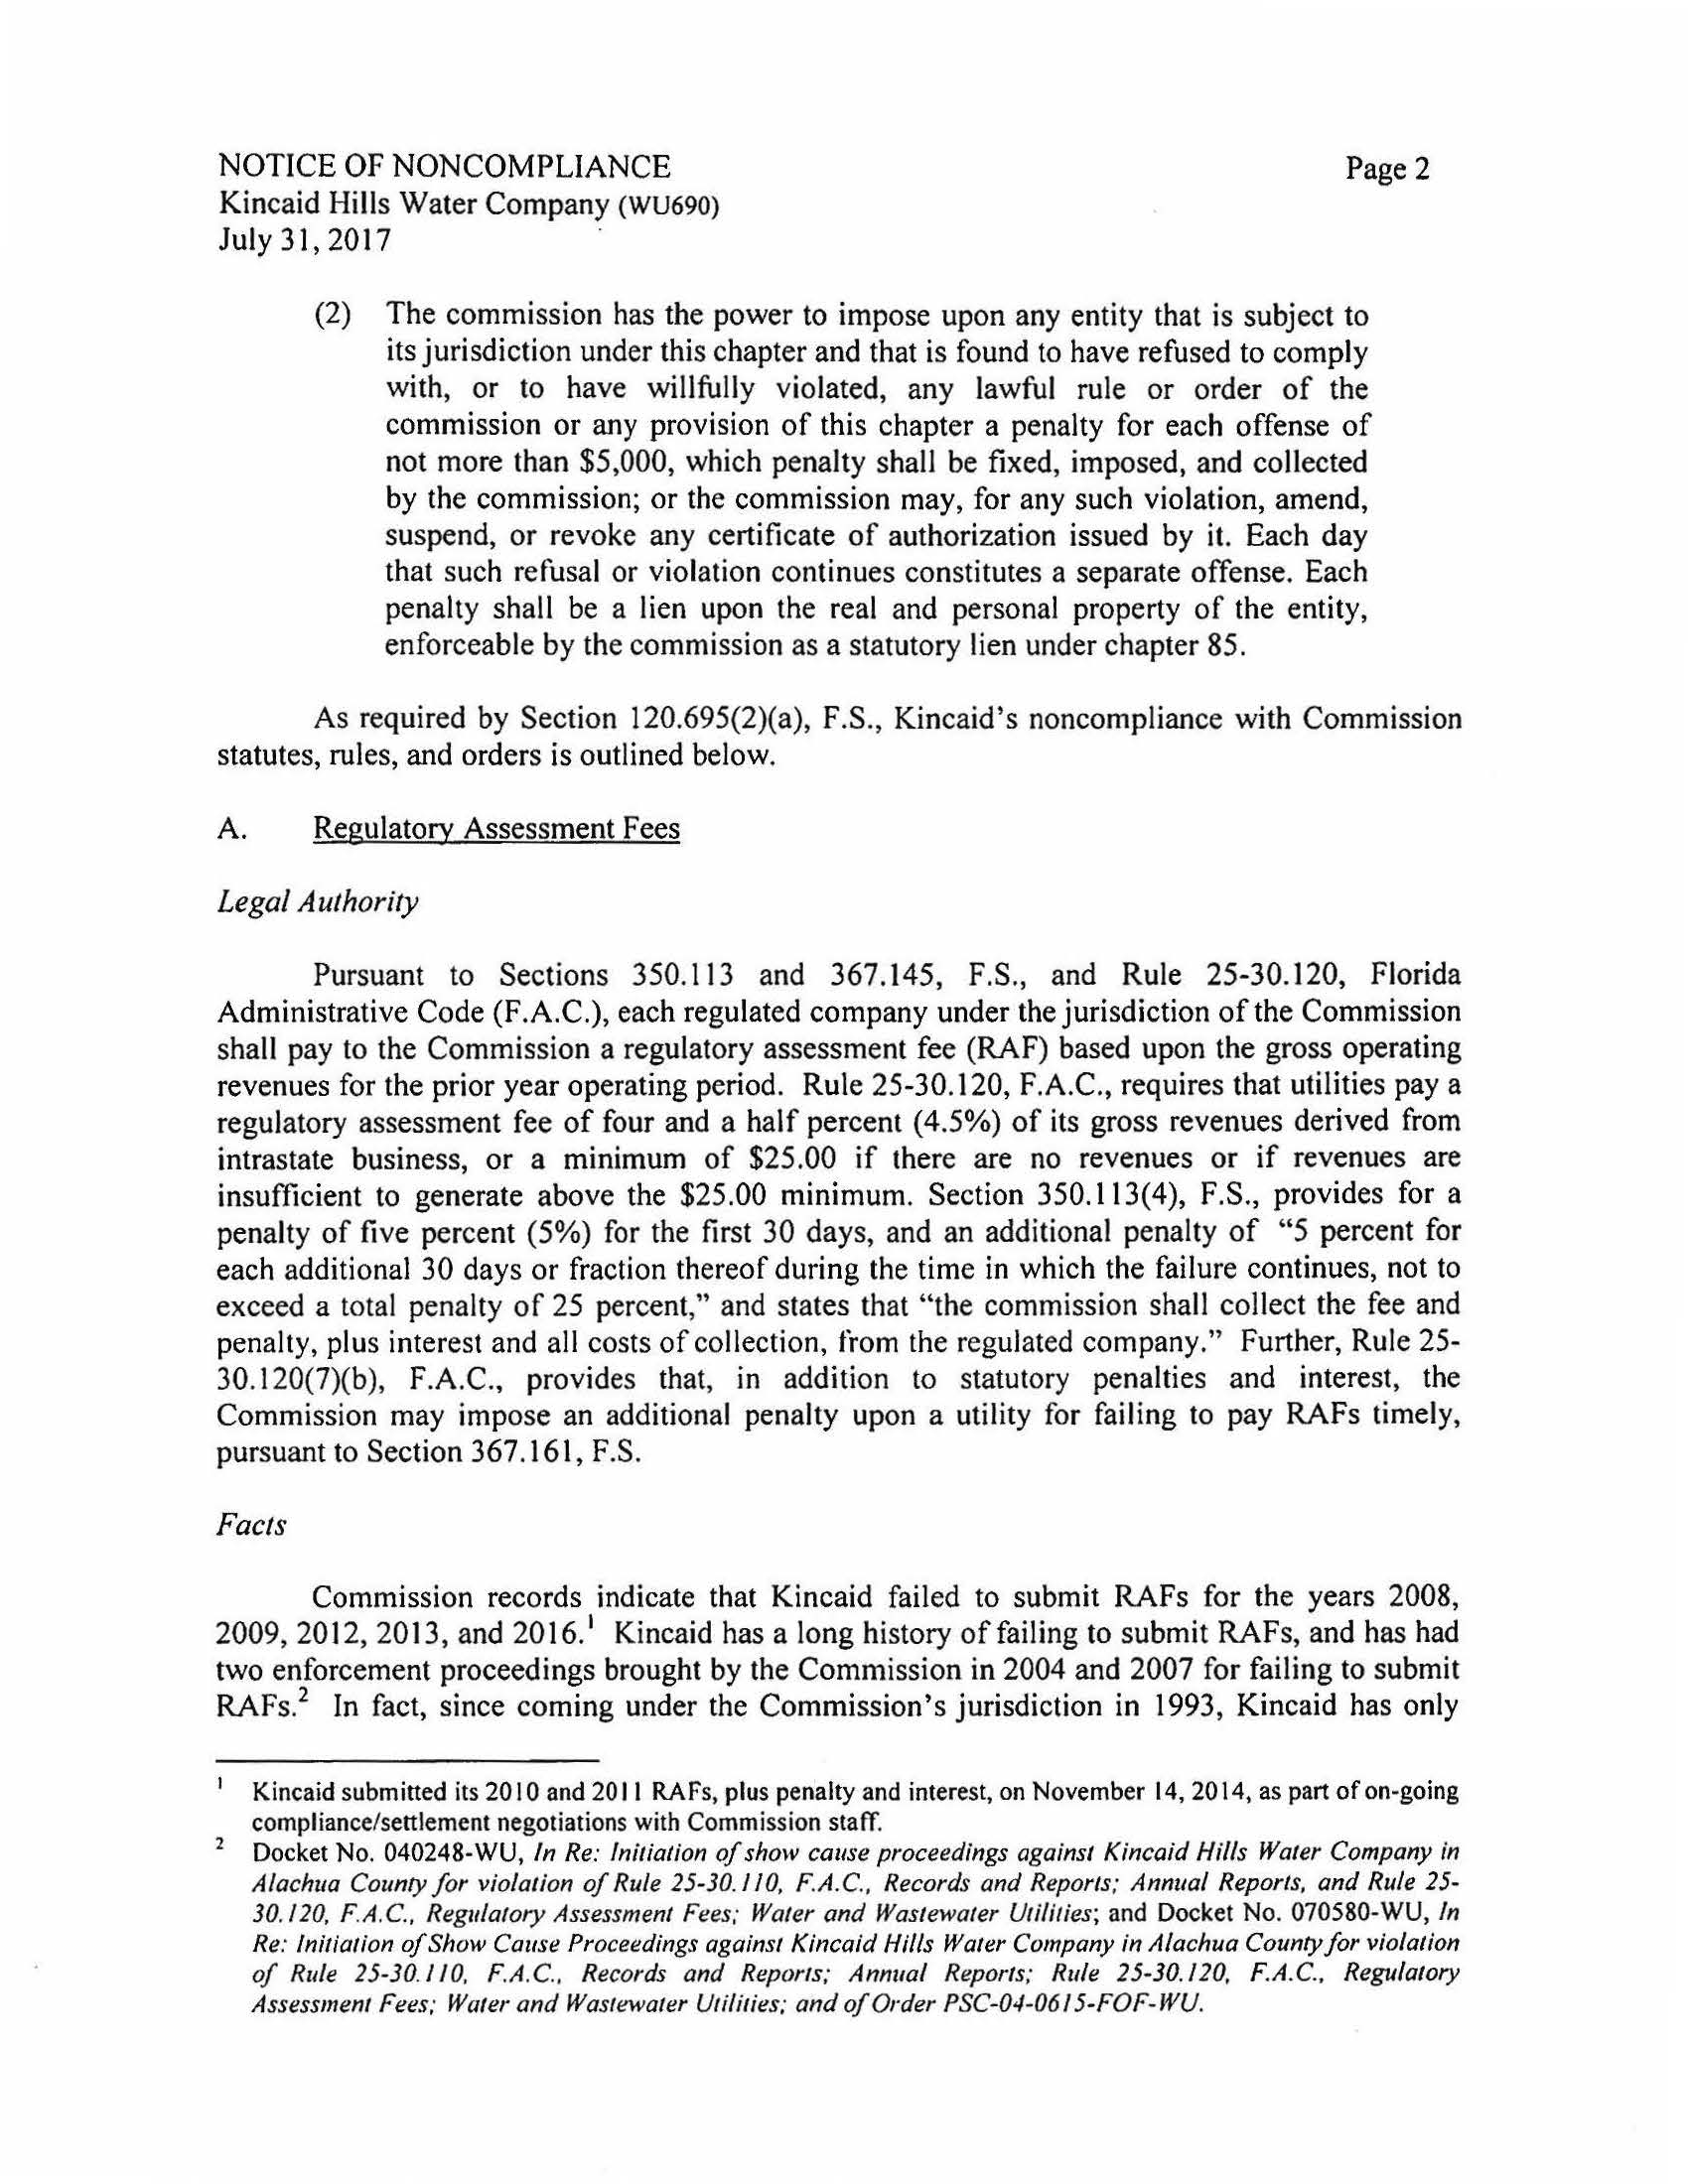 NOTICE OF NONCOMPLIANCE Page 2
Kincaid Hills Water Company (WU690)
July 31, 2017
(2) The commission has the power to impose upon any entity that is subject to
its jurisdiction under this chapter and that is found to have refused to comply
with, or to have willfully violated, any lawful rule or order of the
commission or any provision of this chapter a penalty for each offense of
not more than $5,000, which penalty shall be fixed, imposed, and collected
by the commission; or the commission may, for any such violation, amend,
suspend, or revoke any certificate of authorization issued by it. Each day
that such refusal or violation continues constitutes a separate offense. Each
penalty shall be a lien upon the real and personal property of the entity,
enforceable by the commission as a statutory lien under chapter 85.
As required by Section 120.695(2)(a), F.S., Kincaid's noncompliance with Commission
statutes, rules, and orders is outlined below.
A. Regulatory Assessment Fees
Legal Authority
Pursuant to Sections 350.113 and 367.145, F.S., and Rule 25-30.120, Florida
Administrative Code (F.A.C.), each regulated company under the jurisdiction of the Commission
shall pay to the Commission a regulatory assessment fee (RAF) based upon the gross operating
revenues for the prior year operating period. Rule 25-30.120, F.A.C., requires that utilities pay a
regulatory assessment fee of four and a half percent (4.5%) of its gross revenues derived from
intrastate business, or a minimum of $25.00 if there are no revenues or if revenues are
insufficient to generate above the $25.00 minimum. Section 350.113(4), F.S., provides for a
penalty of five percent (5%) for the first 30 days, and an additional penalty of "5 percent for
each additional 30 days or fraction thereof during the time in which the failure continues, not to
exceed a total penalty of 25 percent," and states that "the commission shall collect the fee and
penalty, plus interest and all costs of collection, from the regulated company." Further, Rule 25-
30.120(7)(b), F.A.C., provides that, in addition to statutory penalties and interest, the
Commission may impose an additional penalty upon a utility for failing to pay RAFs timely,
pursuant to Section 367.161, F.S.
Facts
Commission records indicate that Kincaid failed to submit RAFs for the years 2008,
2009, 2012, 2013, and 2016.¹ Kincaid has a long history of failing to submit RAFs, and has had
two enforcement proceedings brought by the Commission in 2004 and 2007 for failing to submit
RAFs.² In fact, since coming under the Commission's jurisdiction in 1993, Kincaid has only
¹ Kincaid submitted its 2010 and 2011 RAFs, plus penalty and interest, on November 14, 2014, as part of on-going
compliance/settlement negotiations with Commission staff.
² Docket No. 040248-WU, In Re: Initiation of show cause proceedings against Kincaid Hills Water Company in
Alachua County for violation of Rule 25-30.110, F.A.C., Records and Reports; Annual Reports, and Rule 25-
30.120, F.A.C., Regulatory Assessment Fees; Water and Wastewater Utilities; and Docket No. 070580-WU, In
Re: Initiation of Show Cause Proceedings against Kincaid Hills Water Company in Alachua County for violation
of Rule 25-30.110, F.A.C., Records and Reports; Annual Reports; Rule 25-30.120, F.A.C., Regulatory
Assessment Fees; Water and Wastewater Utilities; and of Order PSC-04-0615-FOF-WU.